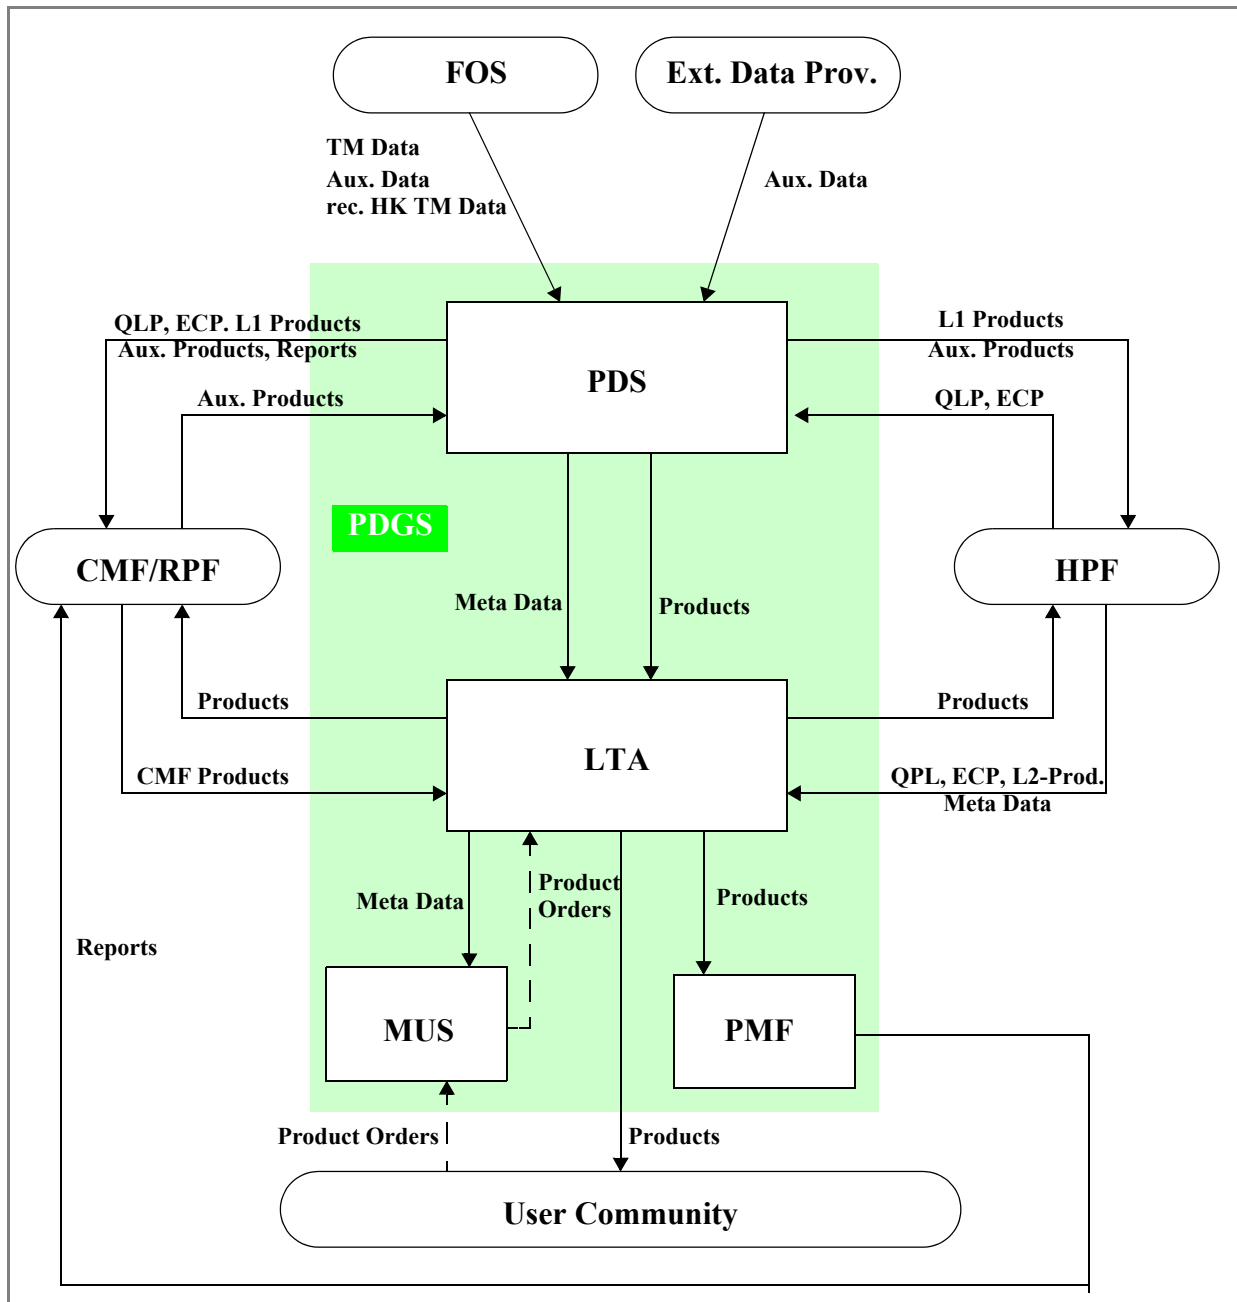 FOS
Ext. Data Prov.
TM Data
Aux. Data
rec. HK TM Data
Aux. Data
QLP, ECP. L1 Products
Aux. Products, Reports
L1 Products
Aux. Products
PDS
Aux. Products
QLP, ECP
PDGS
CMF/RPF
HPF
Meta Data
Products
Products
Products
LTA
CMF Products
QPL, ECP, L2-Prod.
Meta Data
Meta Data
Product
Orders
Products
Reports
MUS
PMF
Product Orders
Products
User Community